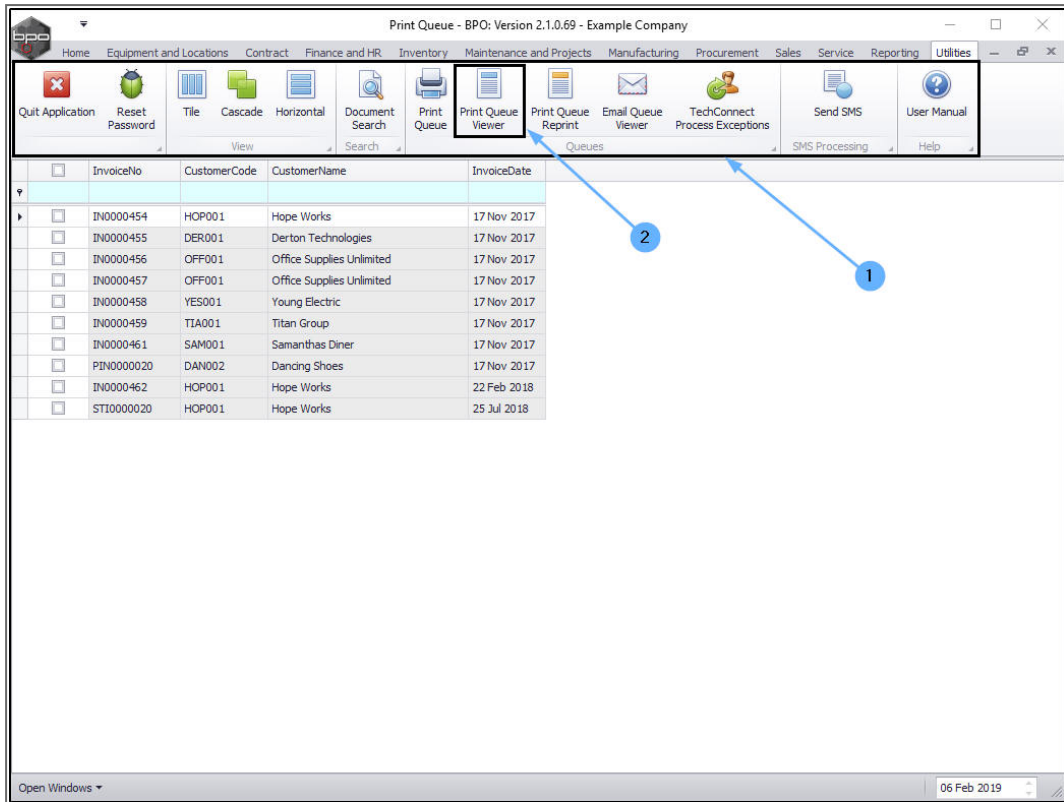 Print Queue - BPO: Version 2.1.0.69 - Example Company
bpo
Home Equipment and Locations Contract Finance and HR Inventory Maintenance and Projects Manufacturing Procurement Sales Service Reporting Utilities
Quit Application Reset Password Tile Cascade Horizontal Document Search Print Queue Print Queue Viewer Print Queue Reprint Email Queue Viewer TechConnect Process Exceptions Send SMS User Manual
View Search Queues SMS Processing Help
InvoiceNo CustomerCode CustomerName InvoiceDate
IN0000454 HOP001 Hope Works 17 Nov 2017
IN0000455 DER001 Derton Technologies 17 Nov 2017
2
IN0000456 OFF001 Office Supplies Unlimited 17 Nov 2017
1
IN0000457 OFF001 Office Supplies Unlimited 17 Nov 2017
IN0000458 YES001 Young Electric 17 Nov 2017
IN0000459 TIA001 Titan Group 17 Nov 2017
IN0000461 SAM001 Samanthas Diner 17 Nov 2017
PIN0000020 DAN002 Dancing Shoes 17 Nov 2017
IN0000462 HOP001 Hope Works 22 Feb 2018
STI0000020 HOP001 Hope Works 25 Jul 2018
Open Windows 06 Feb 2019